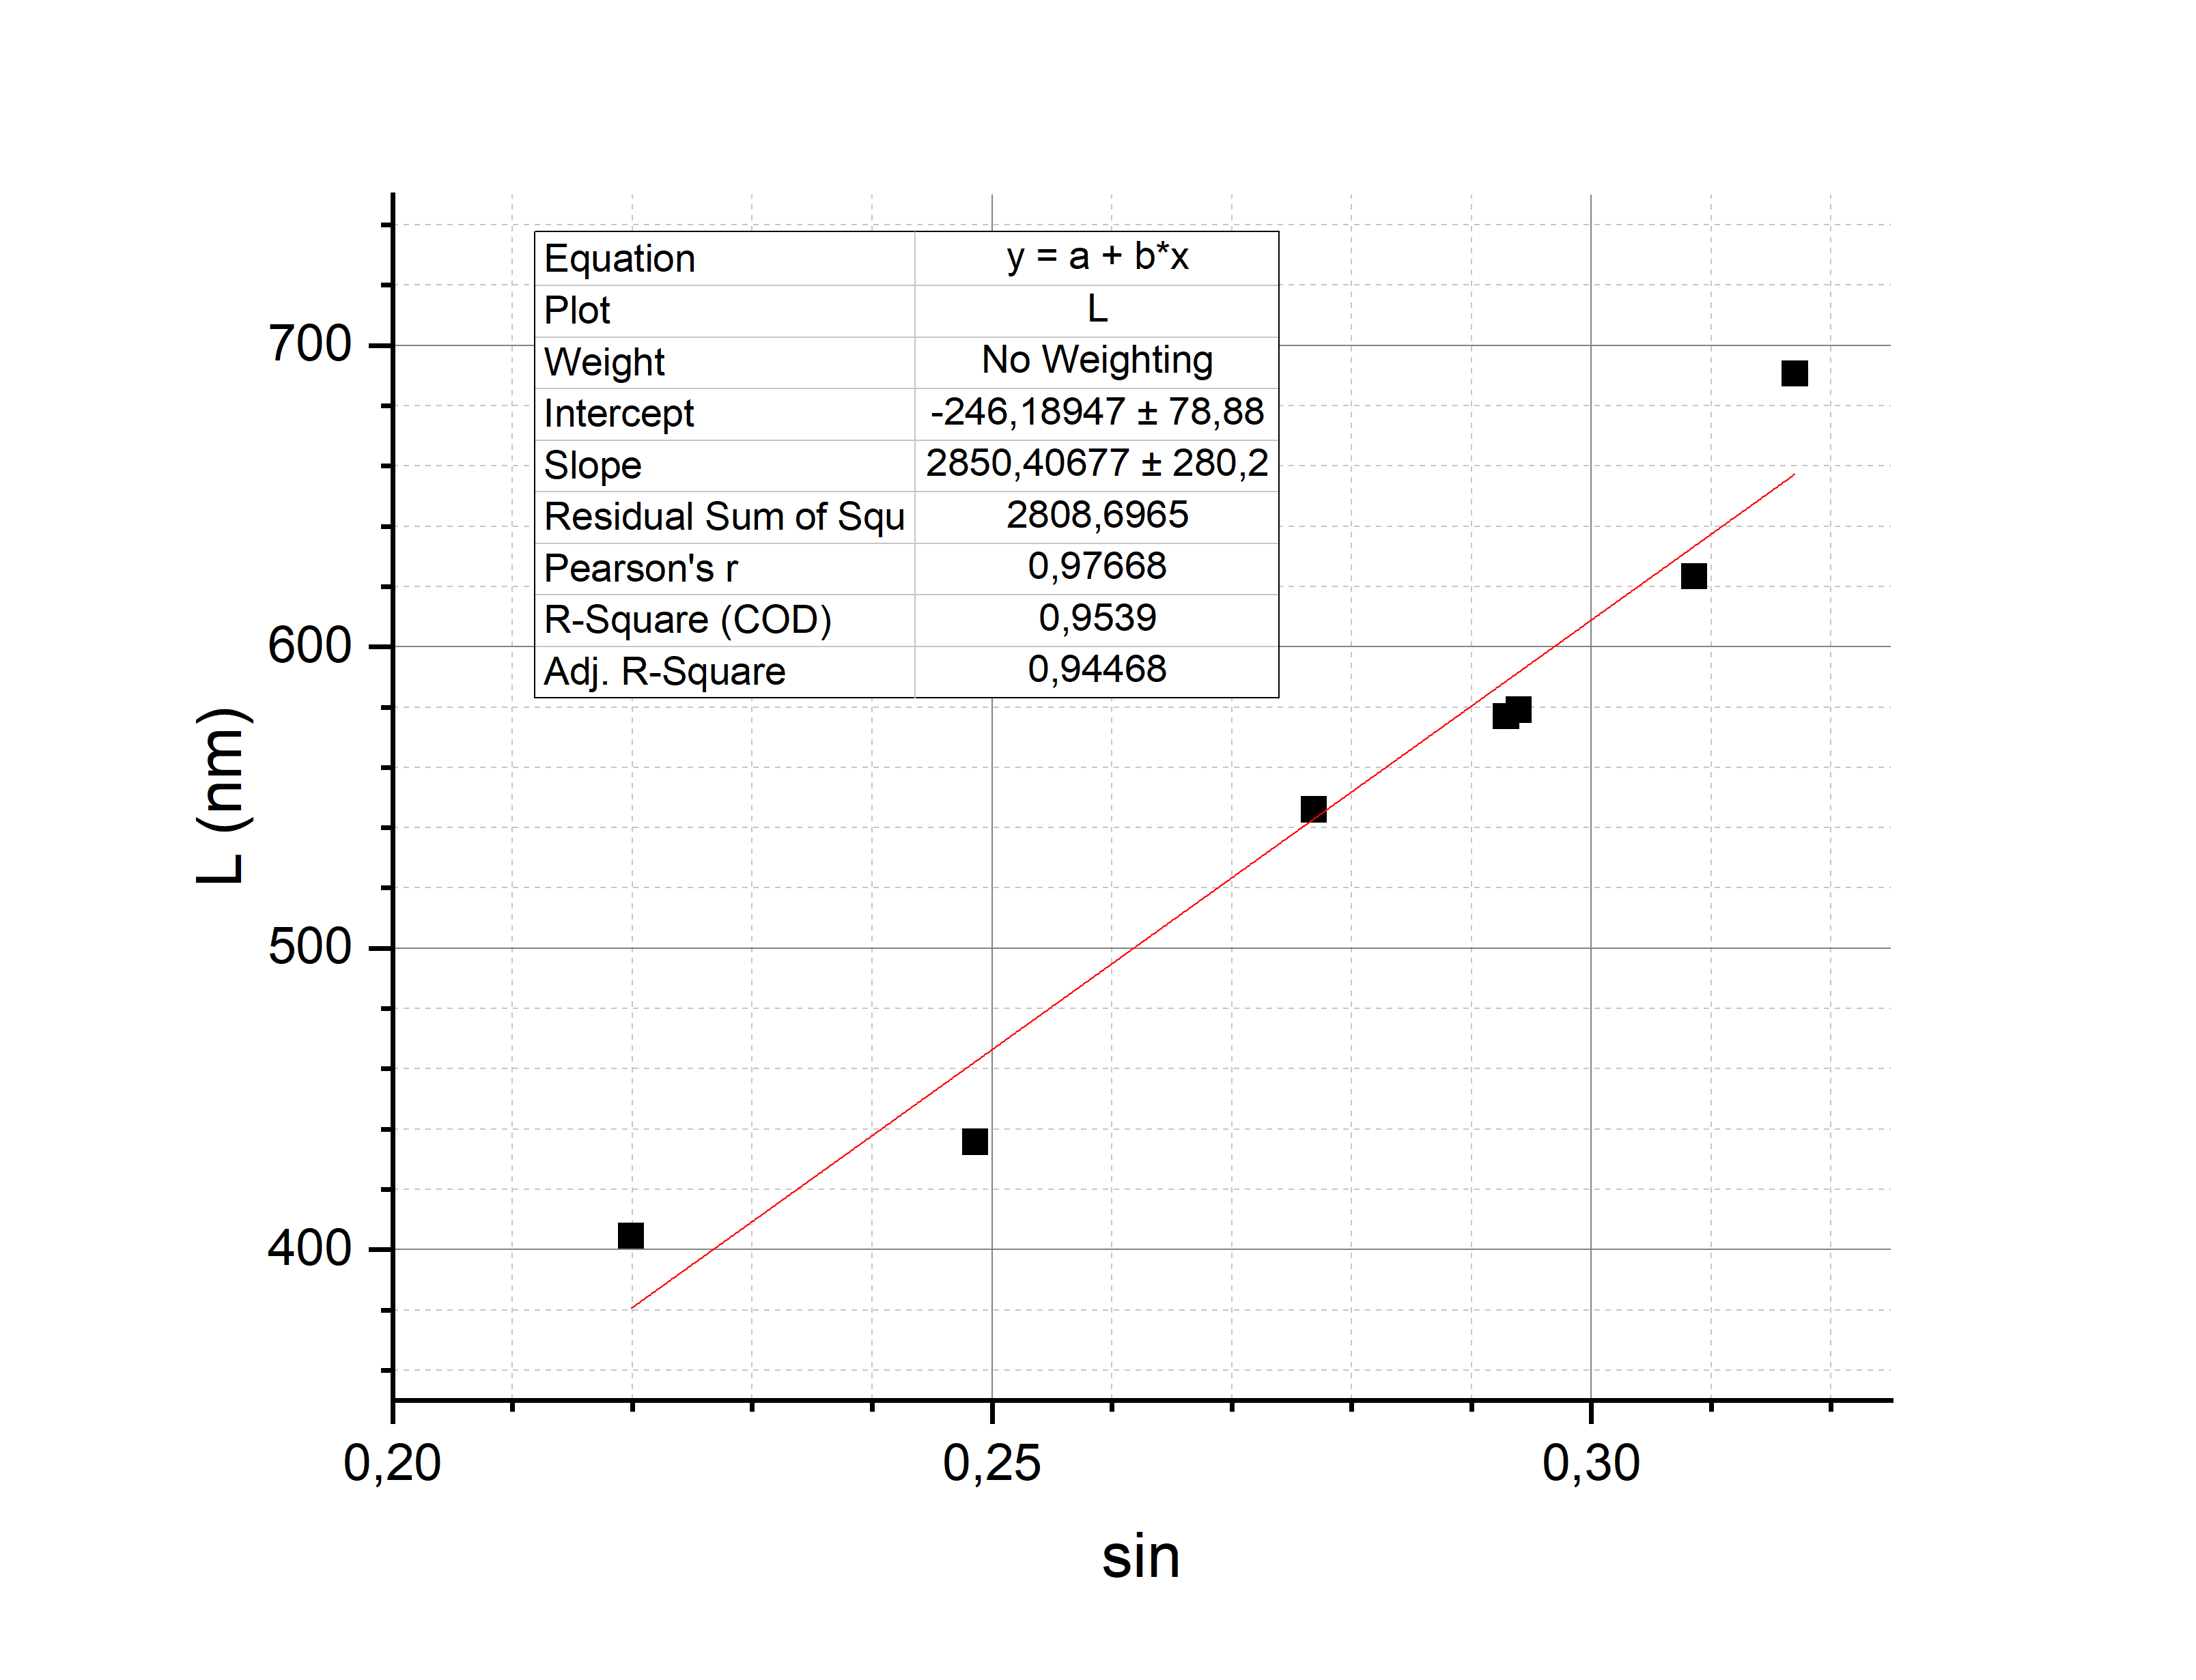 Equation y = a + b*x
Plot L
Weight No Weighting
Intercept -246,18947 ± 78,88
Slope 2850,40677 ± 280,2
Residual Sum of Squ 2808,6965
Pearson's r 0,97668
R-Square (COD) 0,9539
Adj. R-Square 0,94468
700
600
500
400
L (nm)
0,20 0,25 0,30
sin